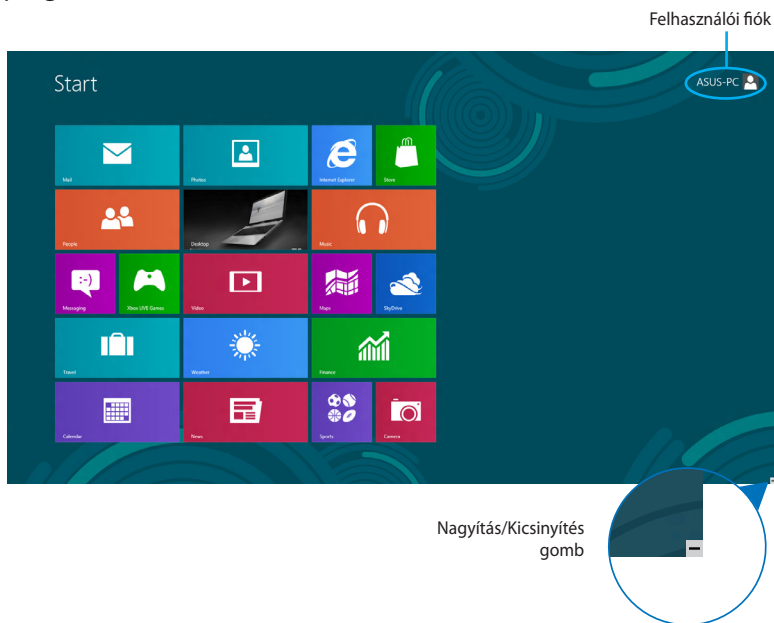 Felhasználói fiók
Start
ASUS-PC
Mail
Photos
Internet Explorer
Store
People
Desktop
Music
Messaging
Xbox LIVE Games
Video
Maps
SkyDrive
Travel
Weather
Finance
Calendar
News
Sports
Camera
Nagyítás/Kicsinyítés
gomb